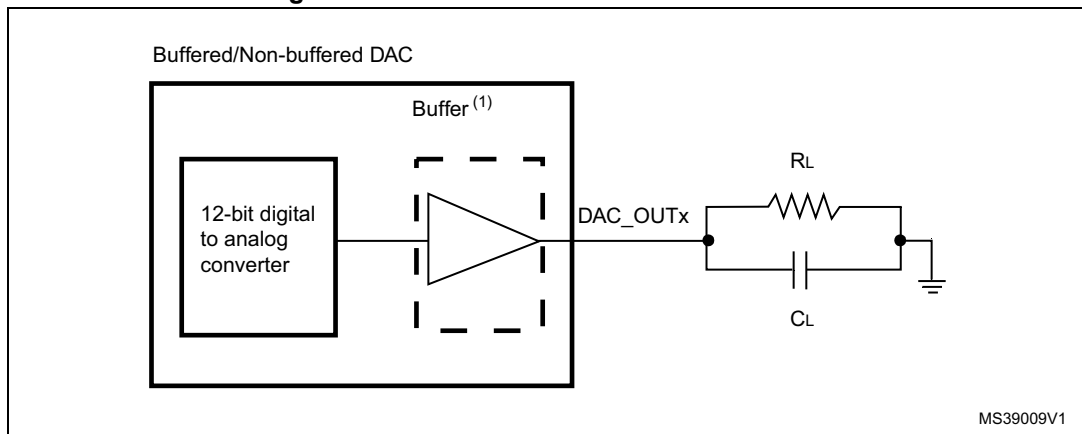 Buffered/Non-buffered DAC
Buffer (1)
12-bit digital
to analog
converter
DAC_OUTx
RL
CL
MS39009V1